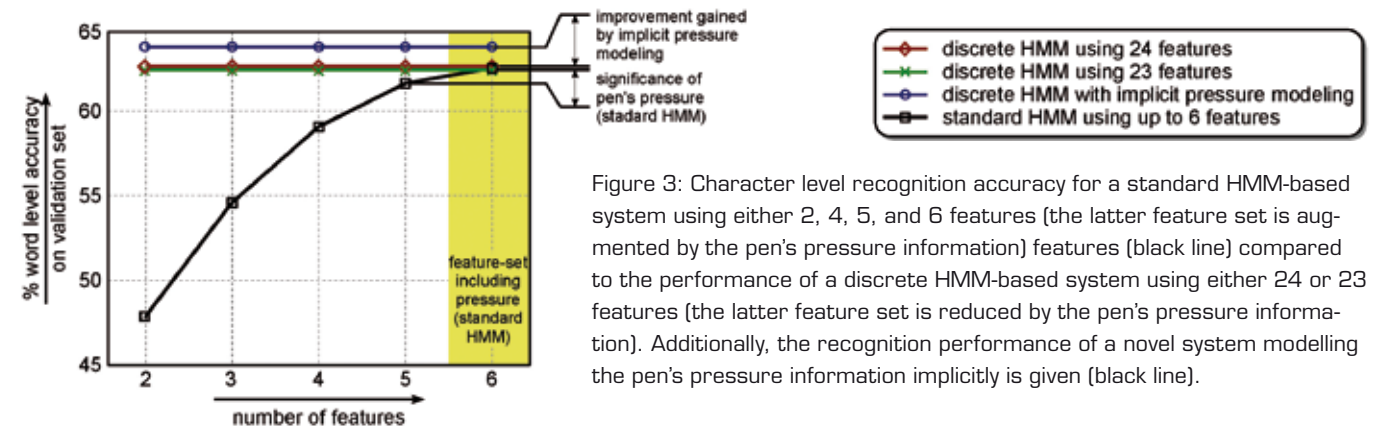 65
60
55
50
45
% word level accuracy
on validation set
2 3 4 5 6
number of features
feature-set
including
pressure
(standard
HMM)
improvement gained
by implicit pressure
modeling
significance of
pen's pressure
(stadard HMM)
discrete HMM using 24 features
discrete HMM using 23 features
discrete HMM with implicit pressure modeling
standard HMM using up to 6 features
Figure 3: Character level recognition accuracy for a standard HMM-based
system using either 2, 4, 5, and 6 features (the latter feature set is aug-
mented by the pen's pressure information) features (black line) compared
to the performance of a discrete HMM-based system using either 24 or 23
features (the latter feature set is reduced by the pen's pressure informa-
tion). Additionally, the recognition performance of a novel system modelling
the pen's pressure information implicitly is given (black line).